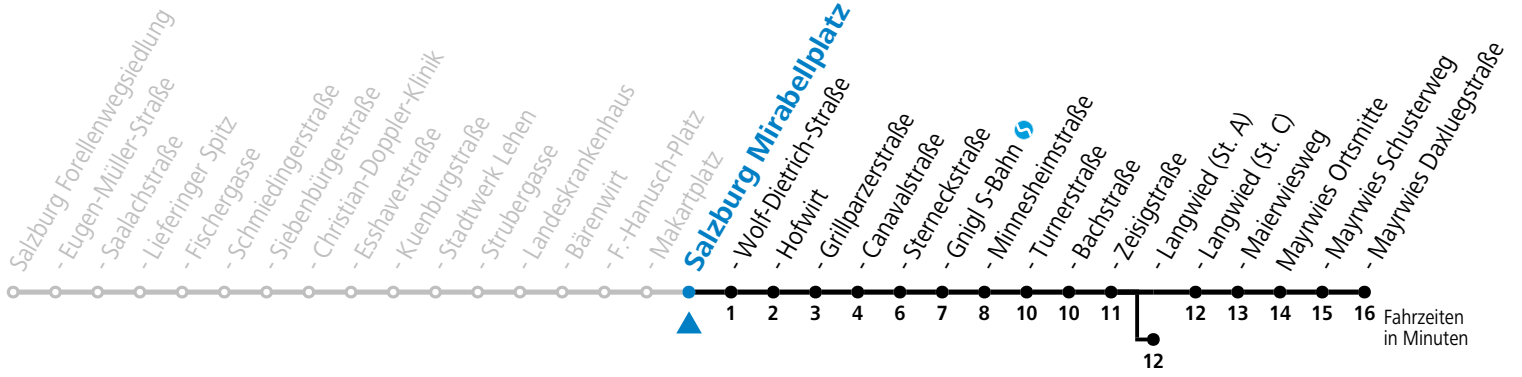 Salzburg Forellenwegsiedlung
- Eugen-Müller-Straße
- Saalachstraße
- Lieferinger Spitz
- Fischergasse
- Schmiedingerstraße
- Siebenbürgerstraße
- Christian-Doppler-Klinik
- Esshaverstraße
- Kuenburgstraße
- Stadtwerk Lehen
- Strubergasse
- Landeskrankenhaus
- Bärenwirt
- F.-Hanusch-Platz
- Makartplatz
Salzburg Mirabellplatz
- Wolf-Dietrich-Straße
- Hofwirt
- Grillparzerstraße
- Canavalstraße
- Sterneckstraße
- Gnigl S-Bahn
- Minnesheimstraße
- Turnerstraße
- Bachstraße
- Zeisigstraße
- Langwied (St. A)
- Langwied (St. C)
- Maierwiesweg
Mayrwies Ortsmitte
- Mayrwies Schusterweg
- Mayrwies Daxluegstraße
1 2 3 4 6 7 8 10 10 11 12 13 14 15 16
Fahrzeiten
in Minuten
12